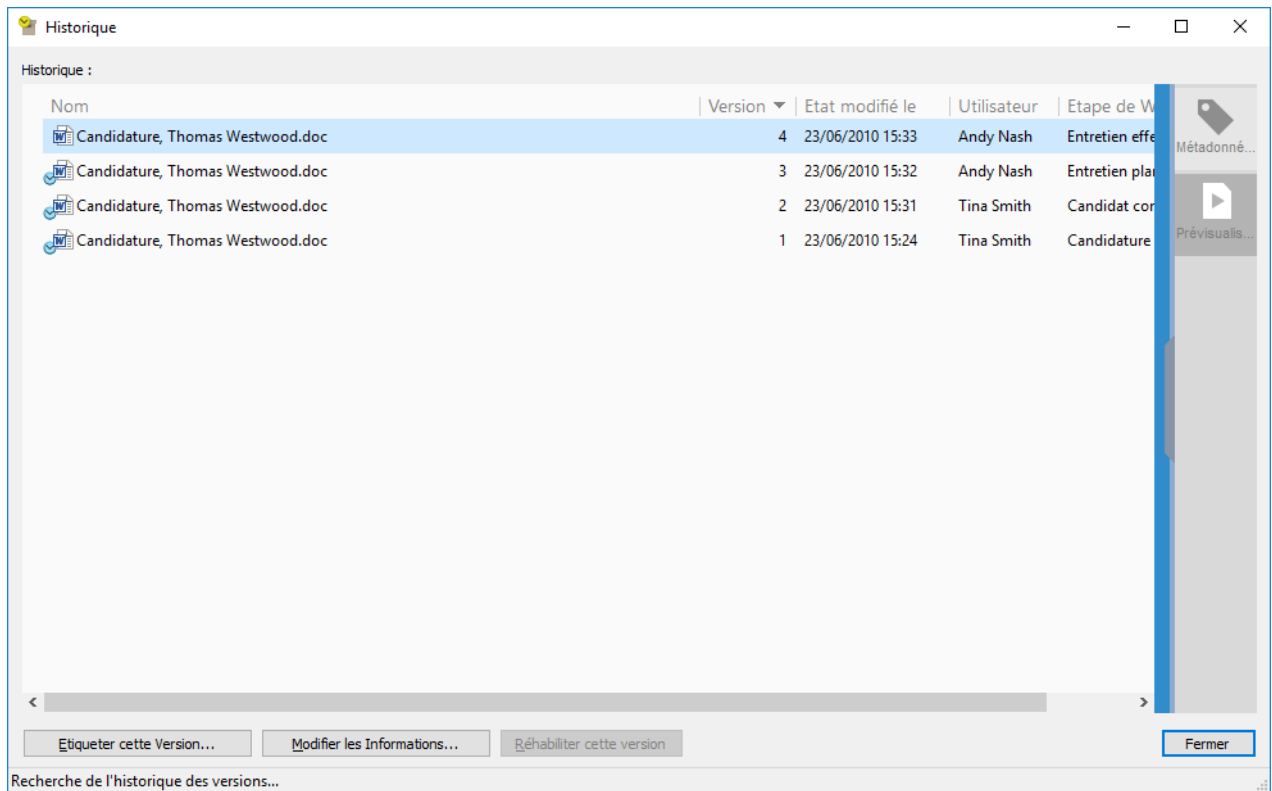 Historique
Historique :
Nom Version Etat modifié le Utilisateur Etape de W
Candidature, Thomas Westwood.doc 4 23/06/2010 15:33 Andy Nash Entretien effe
Candidature, Thomas Westwood.doc 3 23/06/2010 15:32 Andy Nash Entretien plan
Candidature, Thomas Westwood.doc 2 23/06/2010 15:31 Tina Smith Candidat con
Candidature, Thomas Westwood.doc 1 23/06/2010 15:24 Tina Smith Candidature
Métadonné...
Prévisualis...
Etiqueter cette Version... Modifier les Informations... Réhabiliter cette version Fermer
Recherche de l'historique des versions...